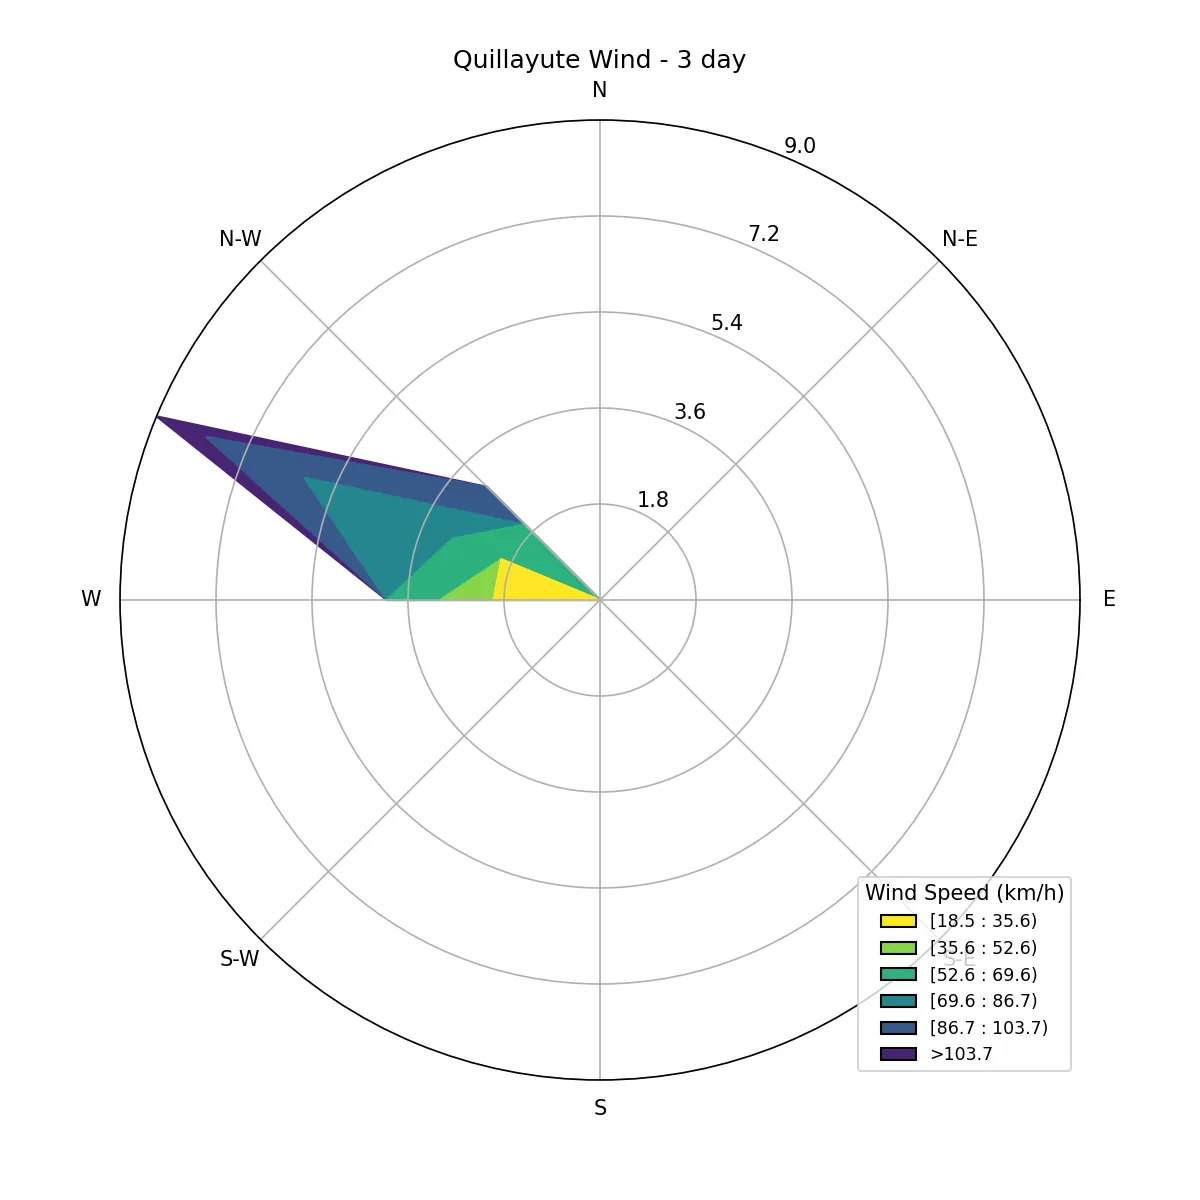 Quillayute Wind - 3 day
N
9.0
N-W
7.2
N-E
5.4
3.6
1.8
W
E
Wind Speed (km/h)
[18.5 : 35.6)
[35.6 : 52.6)
S-W
S-E
[52.6 : 69.6)
[69.6 : 86.7)
[86.7 : 103.7)
>103.7
S